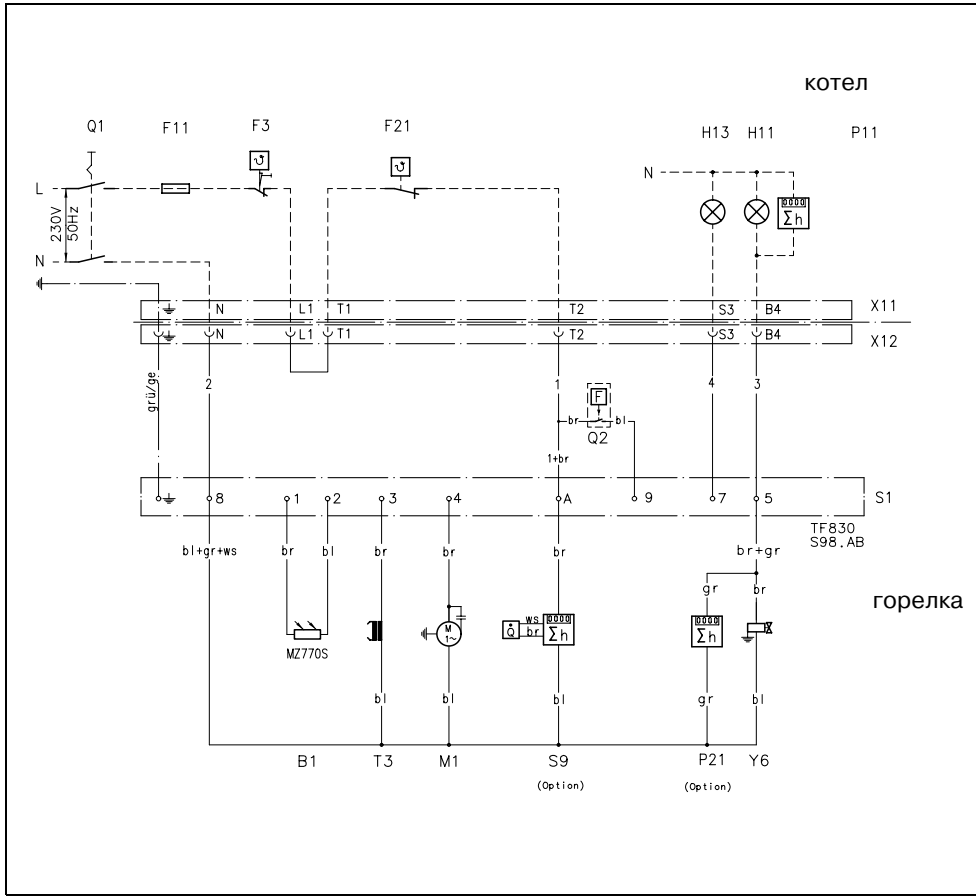 котел
Q1 F11 F3 F21 H13 H11 P11
N
L
230V
50Hz
0000
Σh
N
N L1 T1 T2 S3 B4 X11
N L1 T1 T2 S3 B4 X12
grü/ge
2 1 4 3
F
br bl
Q2
1+br
8 1 2 3 4 A 9 7 5 S1
TF830
S98.AB
bl+gr+ws br bl br br br br+gr
gr br
горелка
ws
br
Q
0000
Σh
0000
Σh
M
1~
MZ770S
bl bl bl gr bl
B1 T3 M1 S9 P21 Y6
(Option) (Option)